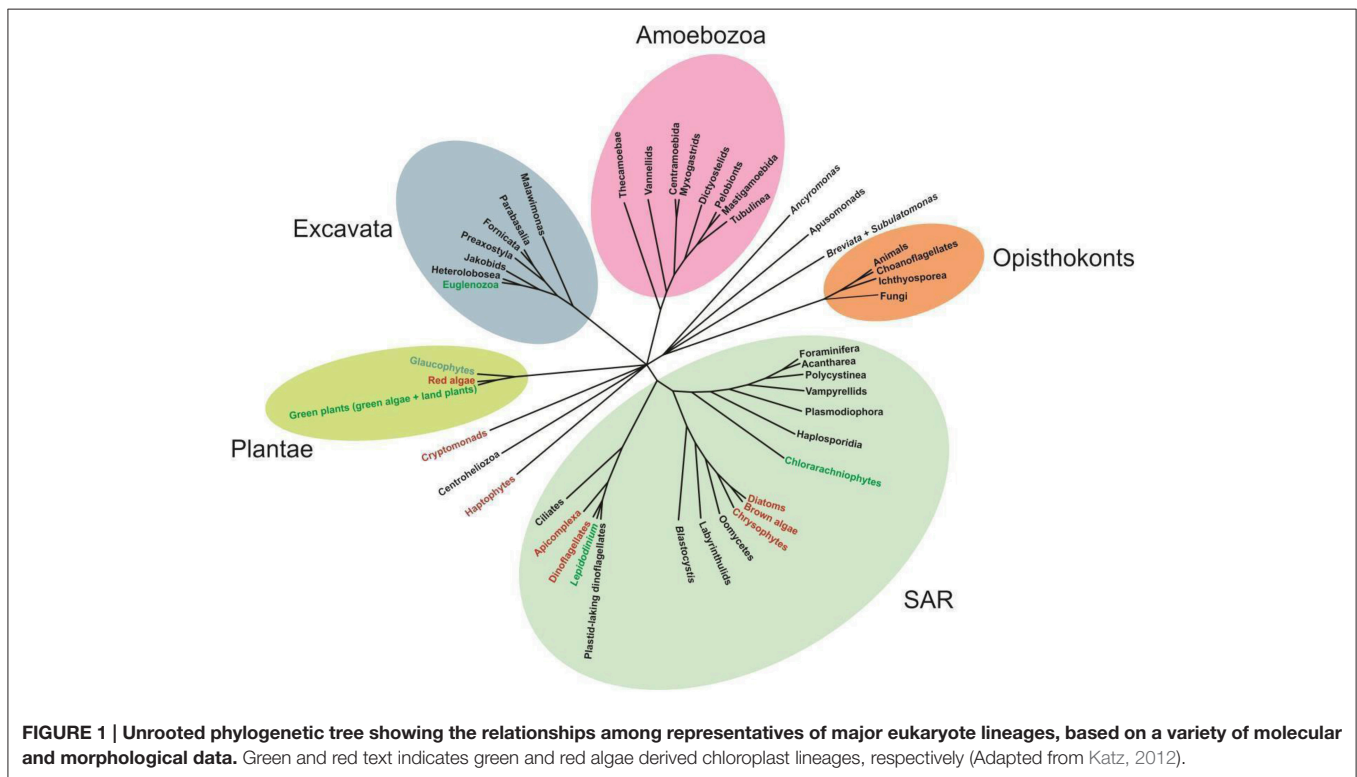 Amoebozoa
Thecamoebae
Vannellids
Centramoebida
Myxogastrids
Dictyostelids
Pelobionts
Mastigamoebida
Tubulinea
Ancyromonas
Apusomonads
Breviata + Subulatomonas
Excavata
Malawimonas
Parabasalia
Fornicata
Preaxostyla
Jakobids
Heterolobosea
Euglenozoa
Opisthokonts
Animals
Choanoflagellates
Ichthyosporea
Fungi
Plantae
Glaucophytes
Red algae
Green plants (green algae + land plants)
Cryptomonads
Centroheliozoa
Haptophytes
SAR
Foraminifera
Acantharea
Polycystinea
Vampyrellids
Plasmodiophora
Haplosporidia
Chlorarachniophytes
Diatoms
Brown algae
Chrysophytes
Oomycetes
Labyrinthulids
Blastocystis
Ciliates
Apicomplexa
Dinoflagellates
Lepidodinium
Plastid-laking dinoflagellates
FIGURE 1 | Unrooted phylogenetic tree showing the relationships among representatives of major eukaryote lineages, based on a variety of molecular
and morphological data. Green and red text indicates green and red algae derived chloroplast lineages, respectively (Adapted from Katz, 2012).